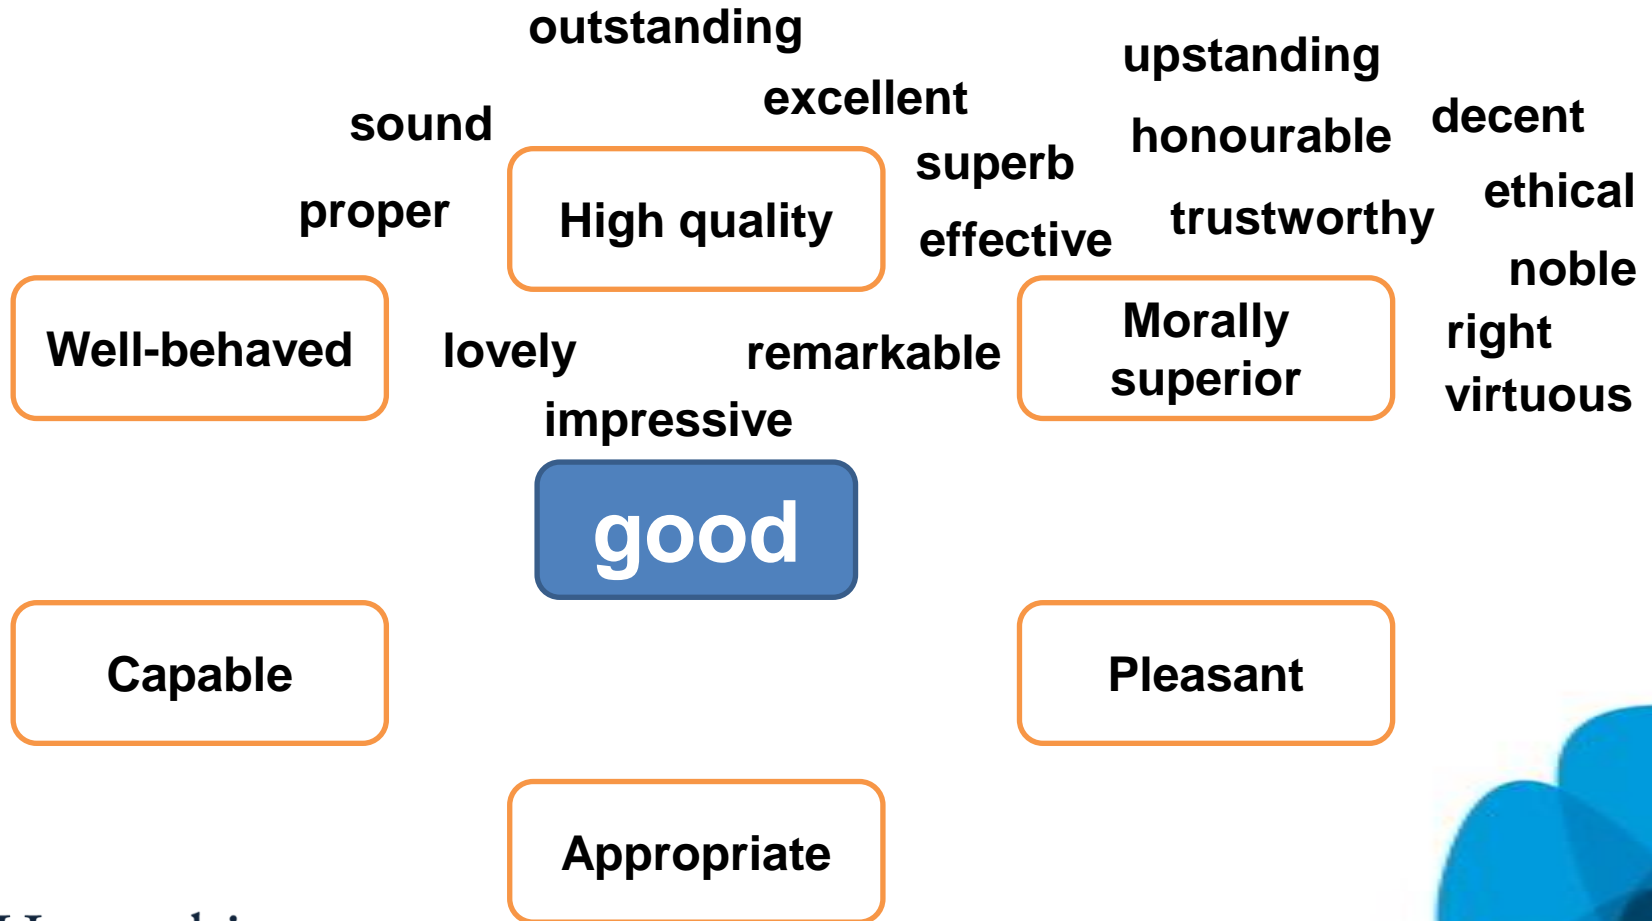 outstanding
upstanding
excellent
decent
sound
honourable
superb
ethical
proper
High quality
trustworthy
effective
noble
Morally
superior
right
Well-behaved
lovely
remarkable
virtuous
impressive
good
Capable
Pleasant
Appropriate